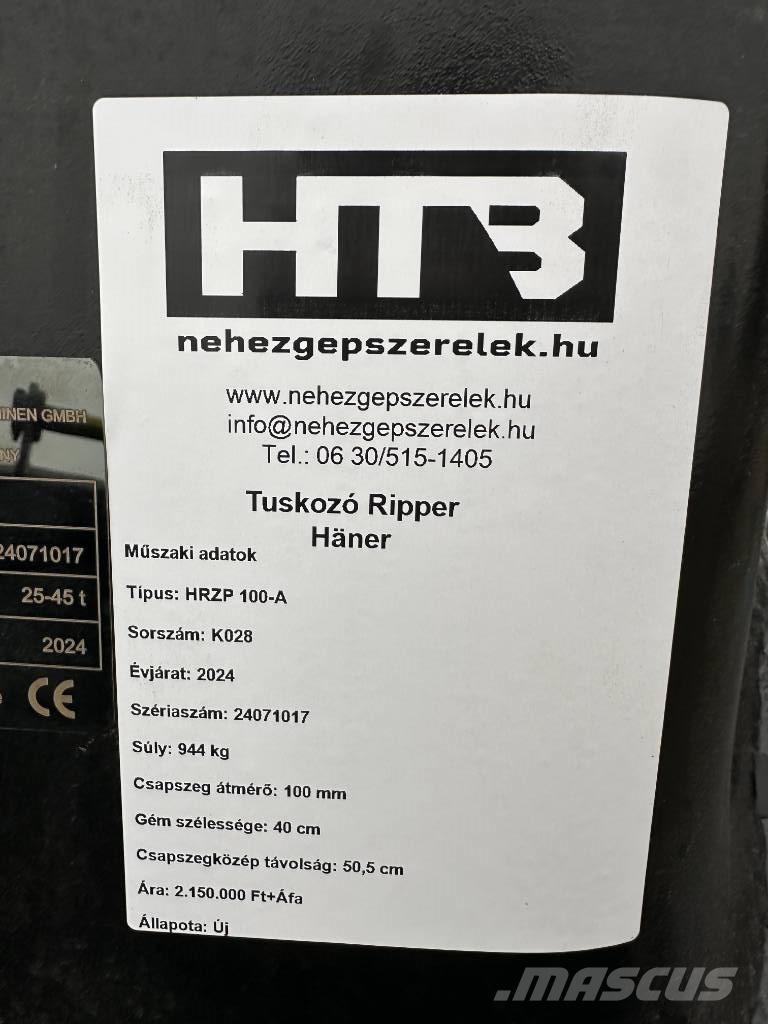 HTB
nehezgepszerelek.hu
www.nehezgepszerelek.hu
info@nehezgepszerelek.hu
Tel.: 06 30/515-1405
Tuskozó Ripper
Häner
Műszaki adatok
Típus: HRZP 100-A
Sorszám: K028
Évjárat: 2024
Szériaszám: 24071017
Súly: 944 kg
Csapszeg átmérő: 100 mm
Gém szélessége: 40 cm
Csapszegközép távolság: 50,5 cm
Ára: 2.150.000 Ft+Áfa
Állapota: Új
GMBH
24071017
25-45 t
2024
CE
MASCUS